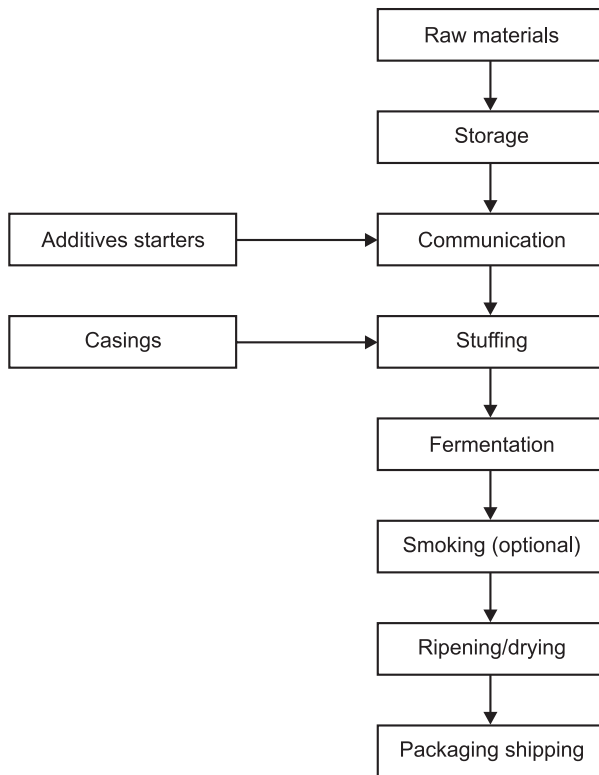 Raw materials
Storage
Additives starters
Communication
Casings
Stuffing
Fermentation
Smoking (optional)
Ripening/drying
Packaging shipping